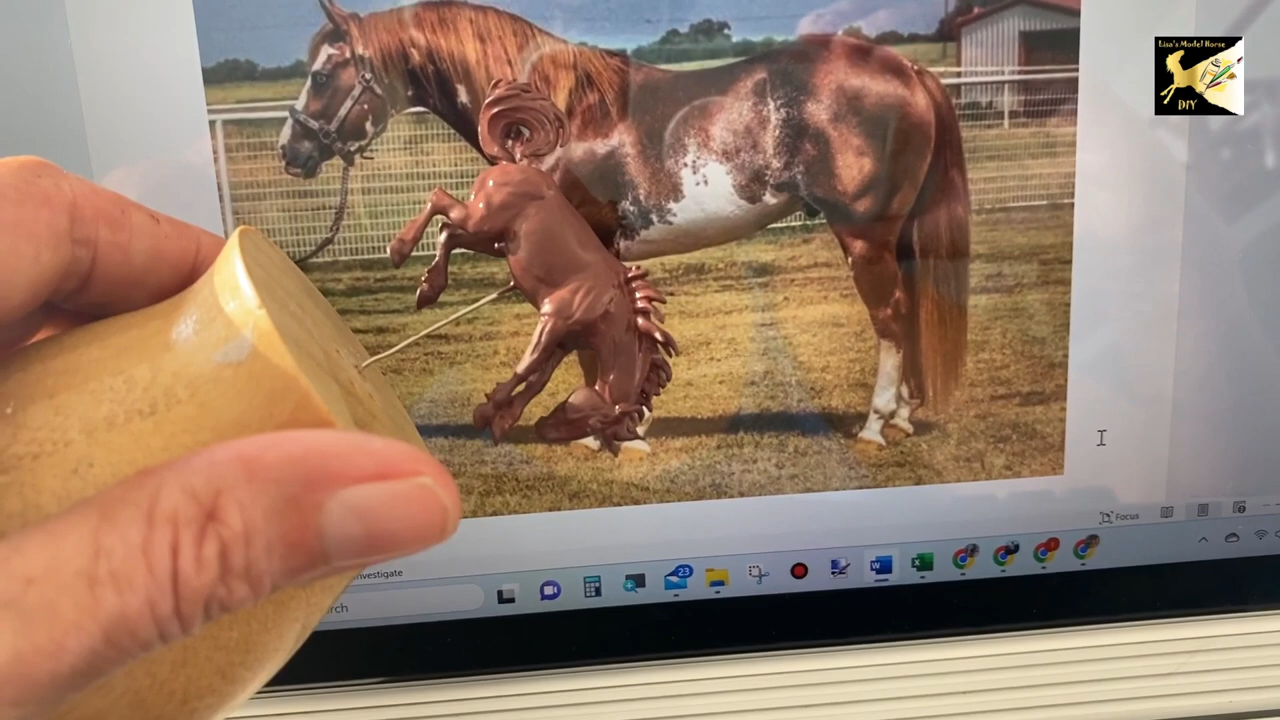 Lisa's Model Horse
DIY
Focus
nvestigate
rch
23
W
X